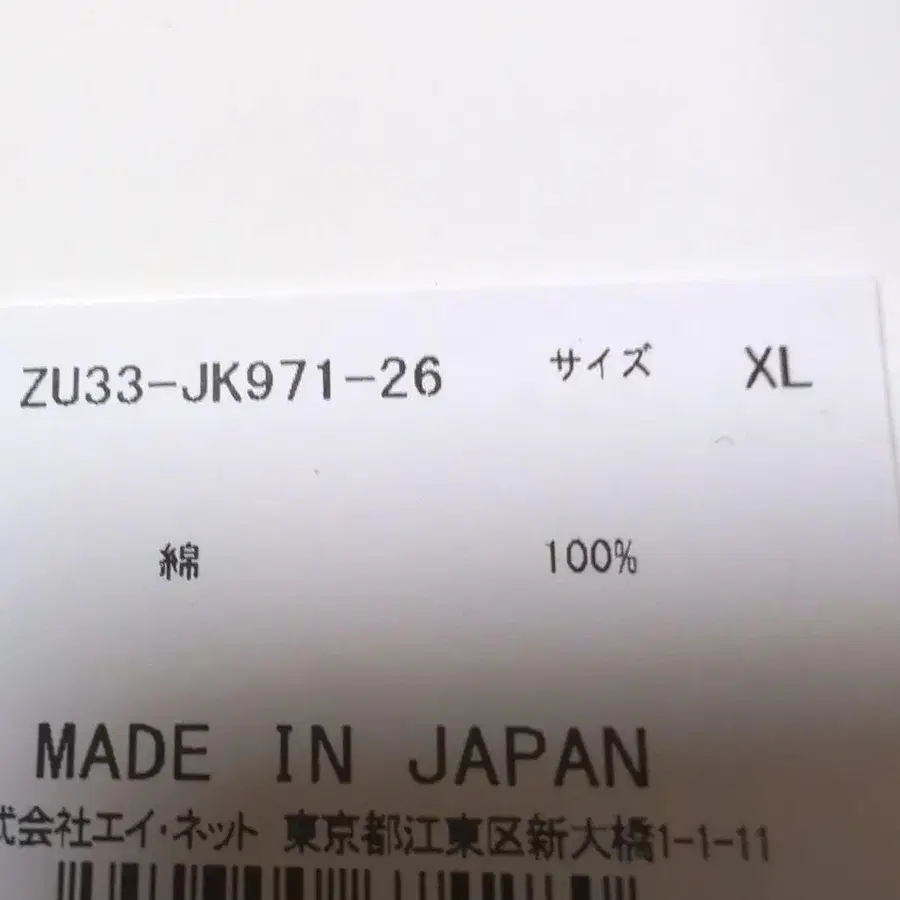 ZU33-JK971-26 サイズ XL
綿 100%
MADE IN JAPAN
式会社エイ・ネット 東京都江東区新大橋1-1-11